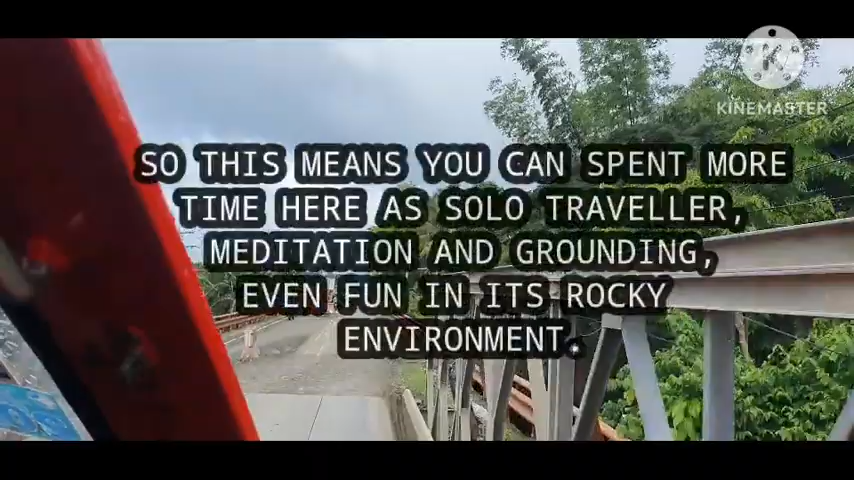 KINEMASTER
SO THIS MEANS YOU CAN SPENT MORE
TIME HERE AS SOLO TRAVELLER,
MEDITATION AND GROUNDING,
EVEN FUN IN ITS ROCKY
ENVIRONMENT.